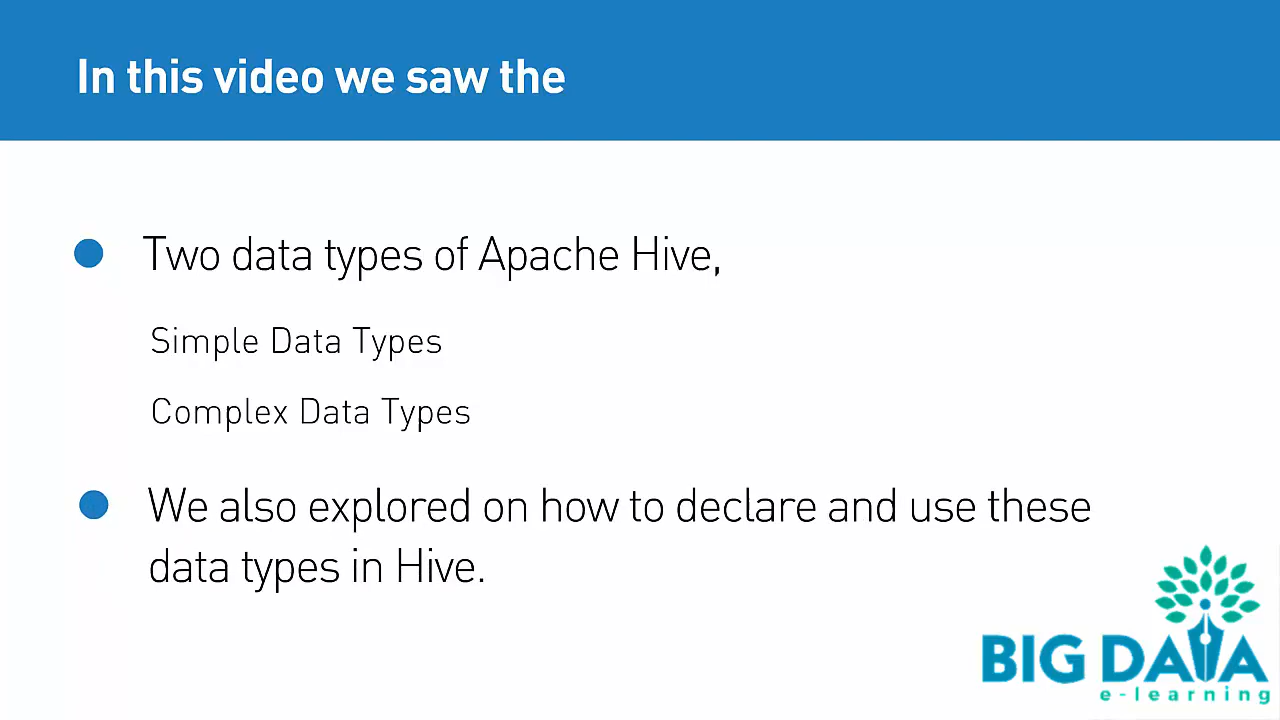 In this video we saw the
Two data types of Apache Hive,
Simple Data Types
Complex Data Types
We also explored on how to declare and use these
data types in Hive.
BIG DATA
e-learning